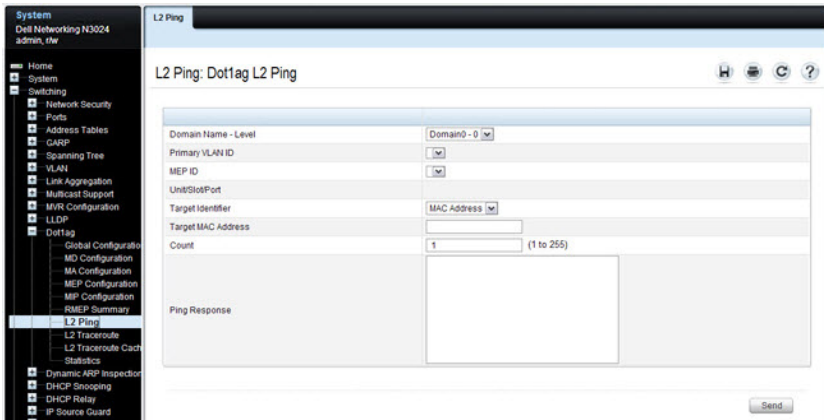 System
Dell Networking N3024
admin, r/w
Home
System
Switching
Network Security
Ports
Address Tables
GARP
Spanning Tree
VLAN
Link Aggregation
Multicast Support
MVR Configuration
LLDP
Dot1ag
Global Configuratio
MD Configuration
MA Configuration
MEP Configuration
MIP Configuration
RMEP Summary
L2 Ping
L2 Traceroute
L2 Traceroute Cach
Statistics
Dynamic ARP Inspection
DHCP Snooping
DHCP Relay
IP Source Guard
L2 Ping
L2 Ping: Dot1ag L2 Ping
Domain Name - Level Domain0 - 0
Primary VLAN ID
MEP ID
Unit/Slot/Port
Target Identifier MAC Address
Target MAC Address
Count 1 (1 to 255)
Ping Response
Send